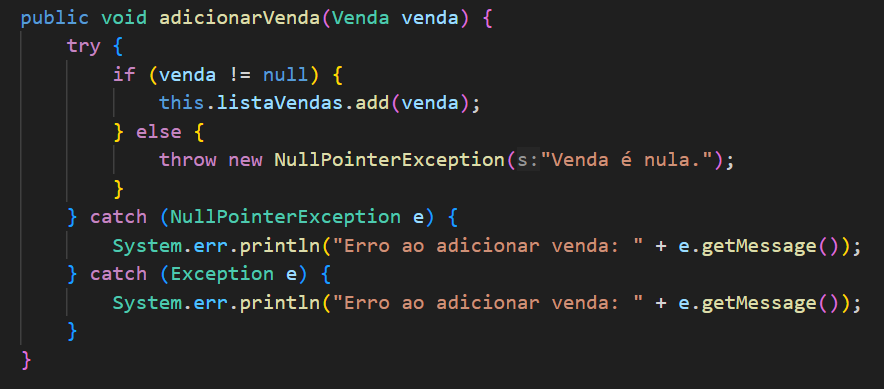 public void adicionarVenda(Venda venda) {
    try {
        if (venda != null) {
            this.listaVendas.add(venda);
        } else {
            throw new NullPointerException(s:"Venda é nula.");
        }
    } catch (NullPointerException e) {
        System.err.println("Erro ao adicionar venda: " + e.getMessage());
    } catch (Exception e) {
        System.err.println("Erro ao adicionar venda: " + e.getMessage());
    }
}